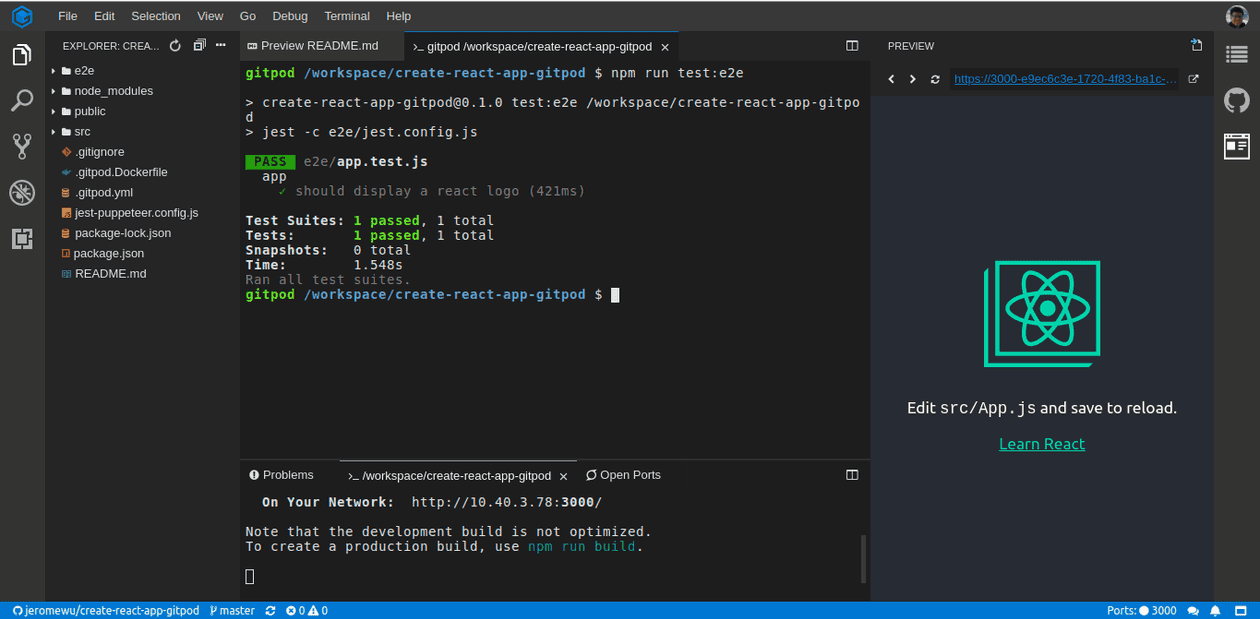 File Edit Selection View Go Debug Terminal Help
EXPLORER: CREA...
e2e
node_modules
public
src
.gitignore
.gitpod.Dockerfile
.gitpod.yml
jest-puppeteer.config.js
package-lock.json
package.json
README.md
Preview README.md
>_ gitpod /workspace/create-react-app-gitpod ×
gitpod /workspace/create-react-app-gitpod $ npm run test:e2e
> create-react-app-gitpod@0.1.0 test:e2e /workspace/create-react-app-gitpo
d
> jest -c e2e/jest.config.js
PASS e2e/app.test.js
app
✓ should display a react logo (421ms)
Test Suites: 1 passed, 1 total
Tests: 1 passed, 1 total
Snapshots: 0 total
Time: 1.548s
Ran all test suites.
gitpod /workspace/create-react-app-gitpod $
Problems
>_ /workspace/create-react-app-gitpod ×
Open Ports
On Your Network: http://10.40.3.78:3000/
Note that the development build is not optimized.
To create a production build, use npm run build.
PREVIEW
https://3000-e9ec6c3e-1720-4f83-ba1c-...
Edit src/App.js and save to reload.
Learn React
jeromewu/create-react-app-gitpod master 0 0
Ports: 3000